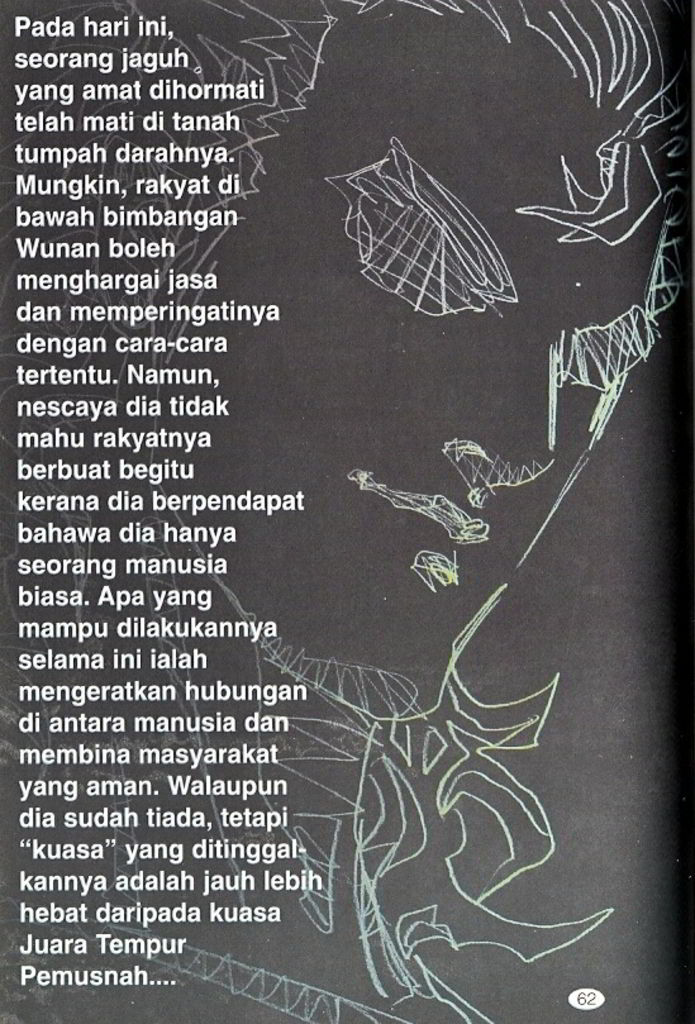 Pada hari ini,
seorang jaguh
yang amat dihormati
telah mati di tanah
tumpah darahnya.
Mungkin, rakyat di
bawah bimbangan
Wunan boleh
menghargai jasa
dan memperingatinya
dengan cara-cara
tertentu. Namun,
nescaya dia tidak
mahu rakyatnya
berbuat begitu
kerana dia berpendapat
bahawa dia hanya
seorang manusia
biasa. Apa yang
mampu dilakukannya
selama ini ialah
mengeratkan hubungan
di antara manusia dan
membina masyarakat
yang aman. Walaupun
dia sudah tiada, tetapi
“kuasa” yang ditinggal-
kannya adalah jauh lebih
hebat daripada kuasa
Juara Tempur
Pemusnah....
62